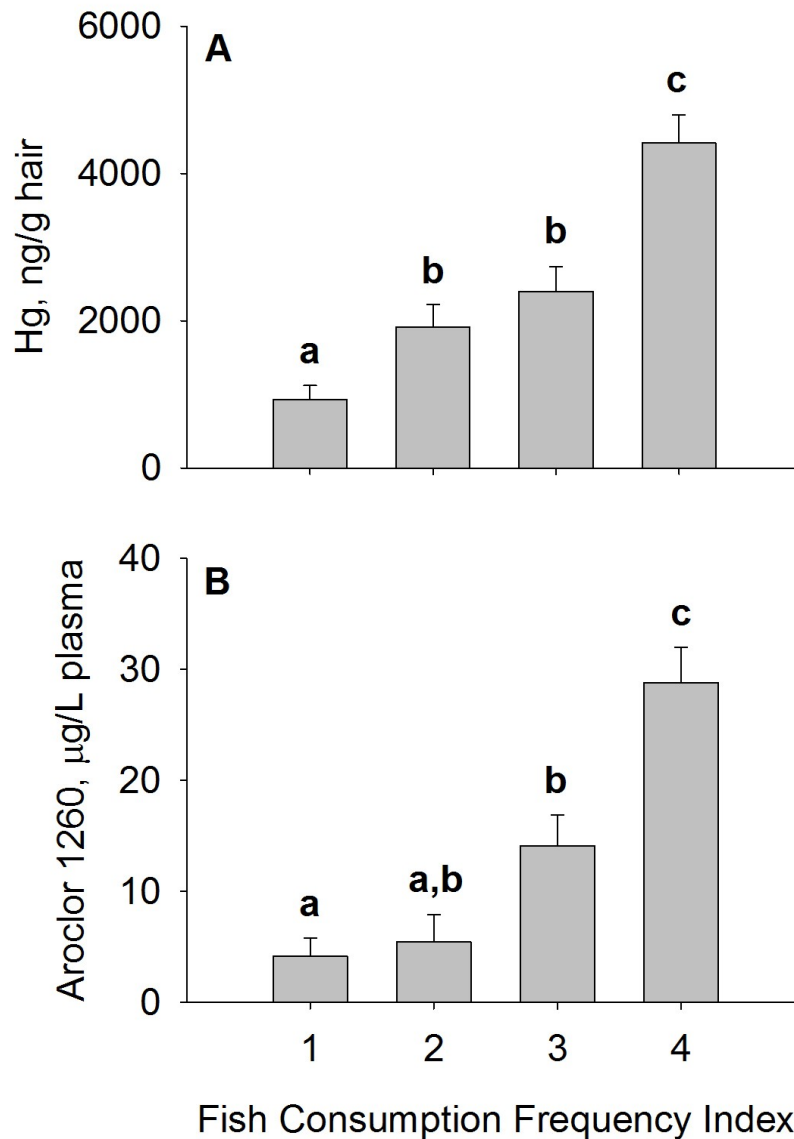 A
Hg, ng/g hair
6000
4000
2000
0
a
b
b
c
B
Aroclor 1260, μg/L plasma
40
30
20
10
0
a
a,b
b
c
1 2 3 4
Fish Consumption Frequency Index